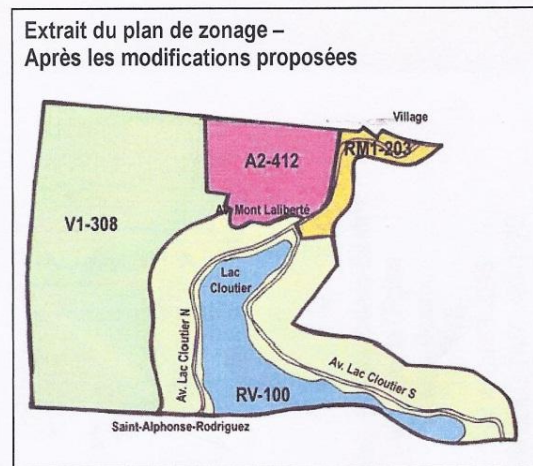 Extrait du plan de zonage –
Après les modifications proposées
Village
RM1-203
A2-412
Av. Mont Laliberté
V1-308
Lac
Cloutier
Av. Lac Cloutier N
Av. Lac Cloutier S
RV-100
Saint-Alphonse-Rodriguez